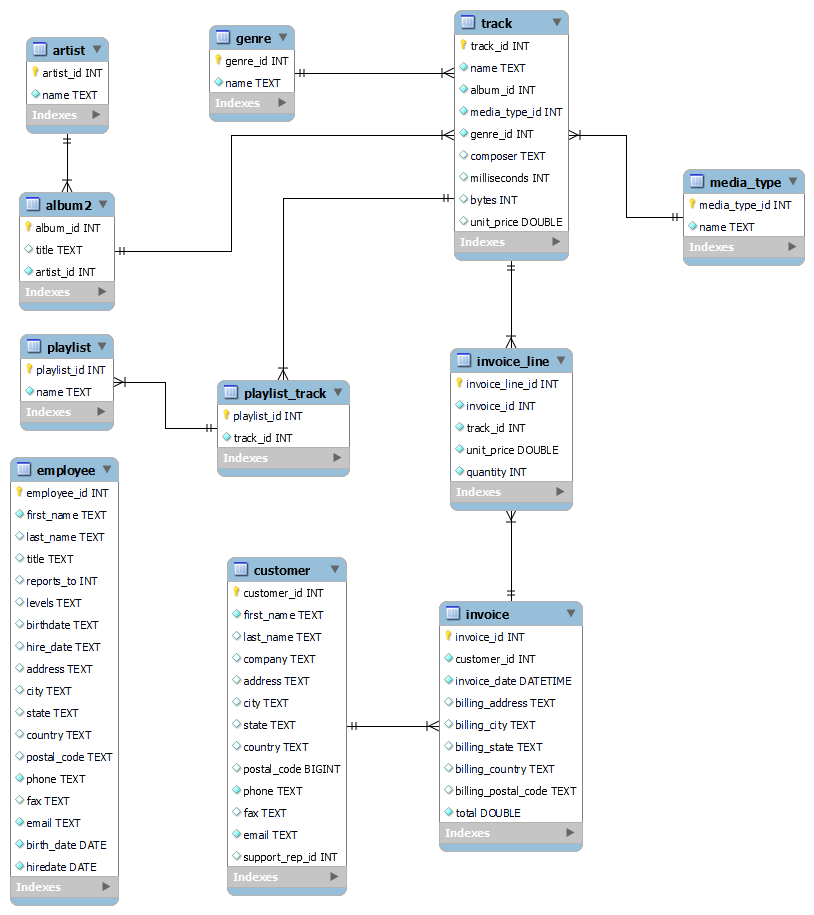 artist
artist_id INT
name TEXT
Indexes
genre
genre_id INT
name TEXT
Indexes
track
track_id INT
name TEXT
album_id INT
media_type_id INT
genre_id INT
composer TEXT
milliseconds INT
bytes INT
unit_price DOUBLE
Indexes
media_type
media_type_id INT
name TEXT
Indexes
album2
album_id INT
title TEXT
artist_id INT
Indexes
playlist
playlist_id INT
name TEXT
Indexes
playlist_track
playlist_id INT
track_id INT
Indexes
invoice_line
invoice_line_id INT
invoice_id INT
track_id INT
unit_price DOUBLE
quantity INT
Indexes
employee
employee_id INT
first_name TEXT
last_name TEXT
title TEXT
reports_to INT
levels TEXT
birthdate TEXT
hire_date TEXT
address TEXT
city TEXT
state TEXT
country TEXT
postal_code TEXT
phone TEXT
fax TEXT
email TEXT
birth_date DATE
hiredate DATE
Indexes
customer
customer_id INT
first_name TEXT
last_name TEXT
company TEXT
address TEXT
city TEXT
state TEXT
country TEXT
postal_code BIGINT
phone TEXT
fax TEXT
email TEXT
support_rep_id INT
Indexes
invoice
invoice_id INT
customer_id INT
invoice_date DATETIME
billing_address TEXT
billing_city TEXT
billing_state TEXT
billing_country TEXT
billing_postal_code TEXT
total DOUBLE
Indexes